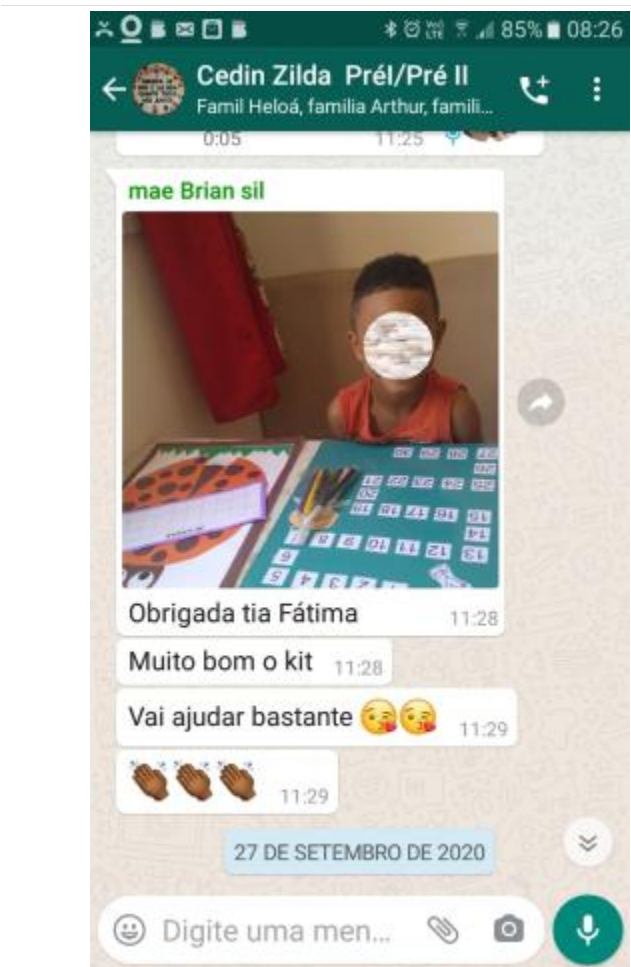 85% 08:26
Cedin Zilda PréI/Pré II
Famil Heloá, familia Arthur, famili...
0:05 11:25
mae Brian sil
Obrigada tia Fátima 11:28
Muito bom o kit 11:28
Vai ajudar bastante 😘😘 11:29
👏🏾👏🏾👏🏾 11:29
27 DE SETEMBRO DE 2020
Digite uma men...